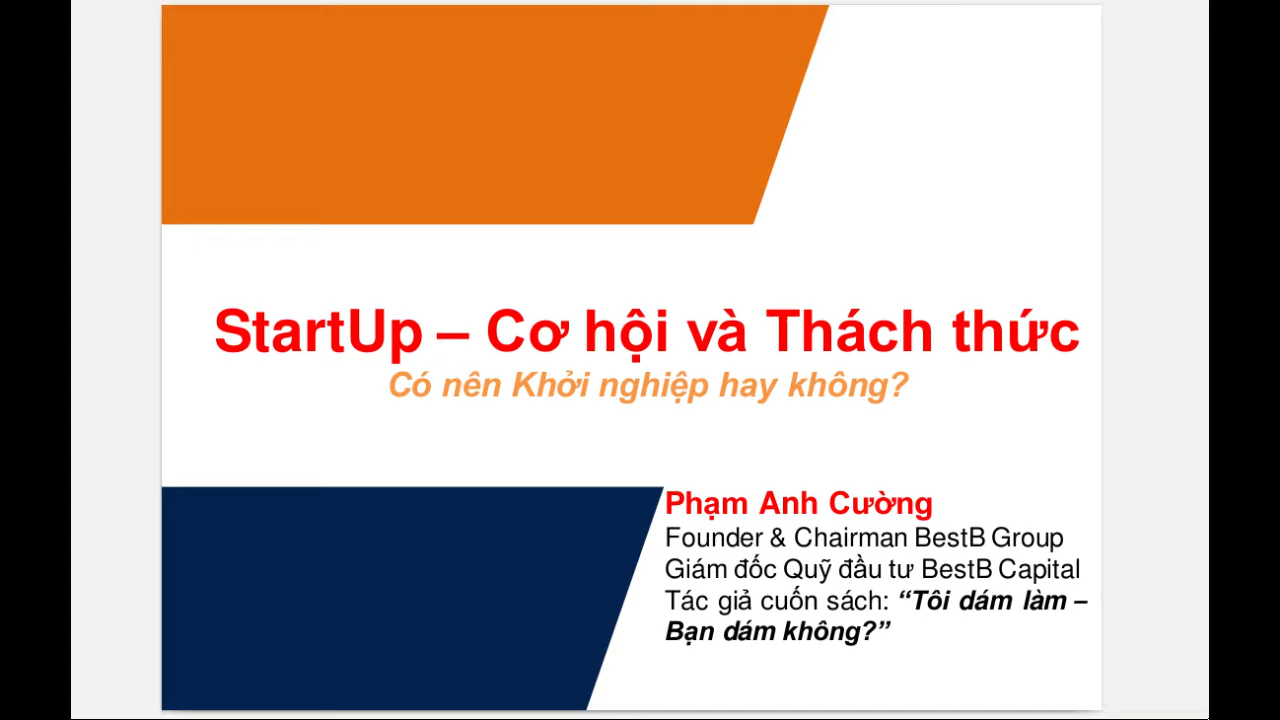 StartUp – Cơ hội và Thách thức
Có nên Khởi nghiệp hay không?
Phạm Anh Cường
Founder & Chairman BestB Group
Giám đốc Quỹ đầu tư BestB Capital
Tác giả cuốn sách: “Tôi dám làm –
Bạn dám không?”